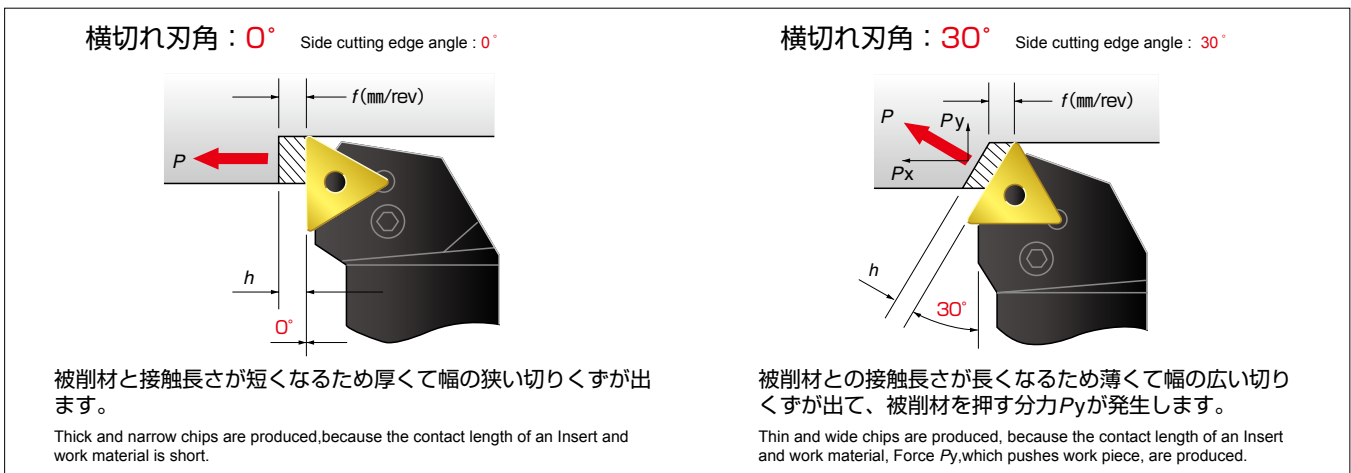 横切れ刃角：0° Side cutting edge angle : 0°
f(mm/rev)
P
h
0°
被削材と接触長さが短くなるため厚くて幅の狭い切りくずが出
ます。
Thick and narrow chips are produced,because the contact length of an Insert and
work material is short.
横切れ刃角：30° Side cutting edge angle : 30°
f(mm/rev)
P
Py
Px
h
30°
被削材との接触長さが長くなるため薄くて幅の広い切り
くずが出て、被削材を押す分力Pyが発生します。
Thin and wide chips are produced, because the contact length of an Insert
and work material, Force Py,which pushes work piece, are produced.